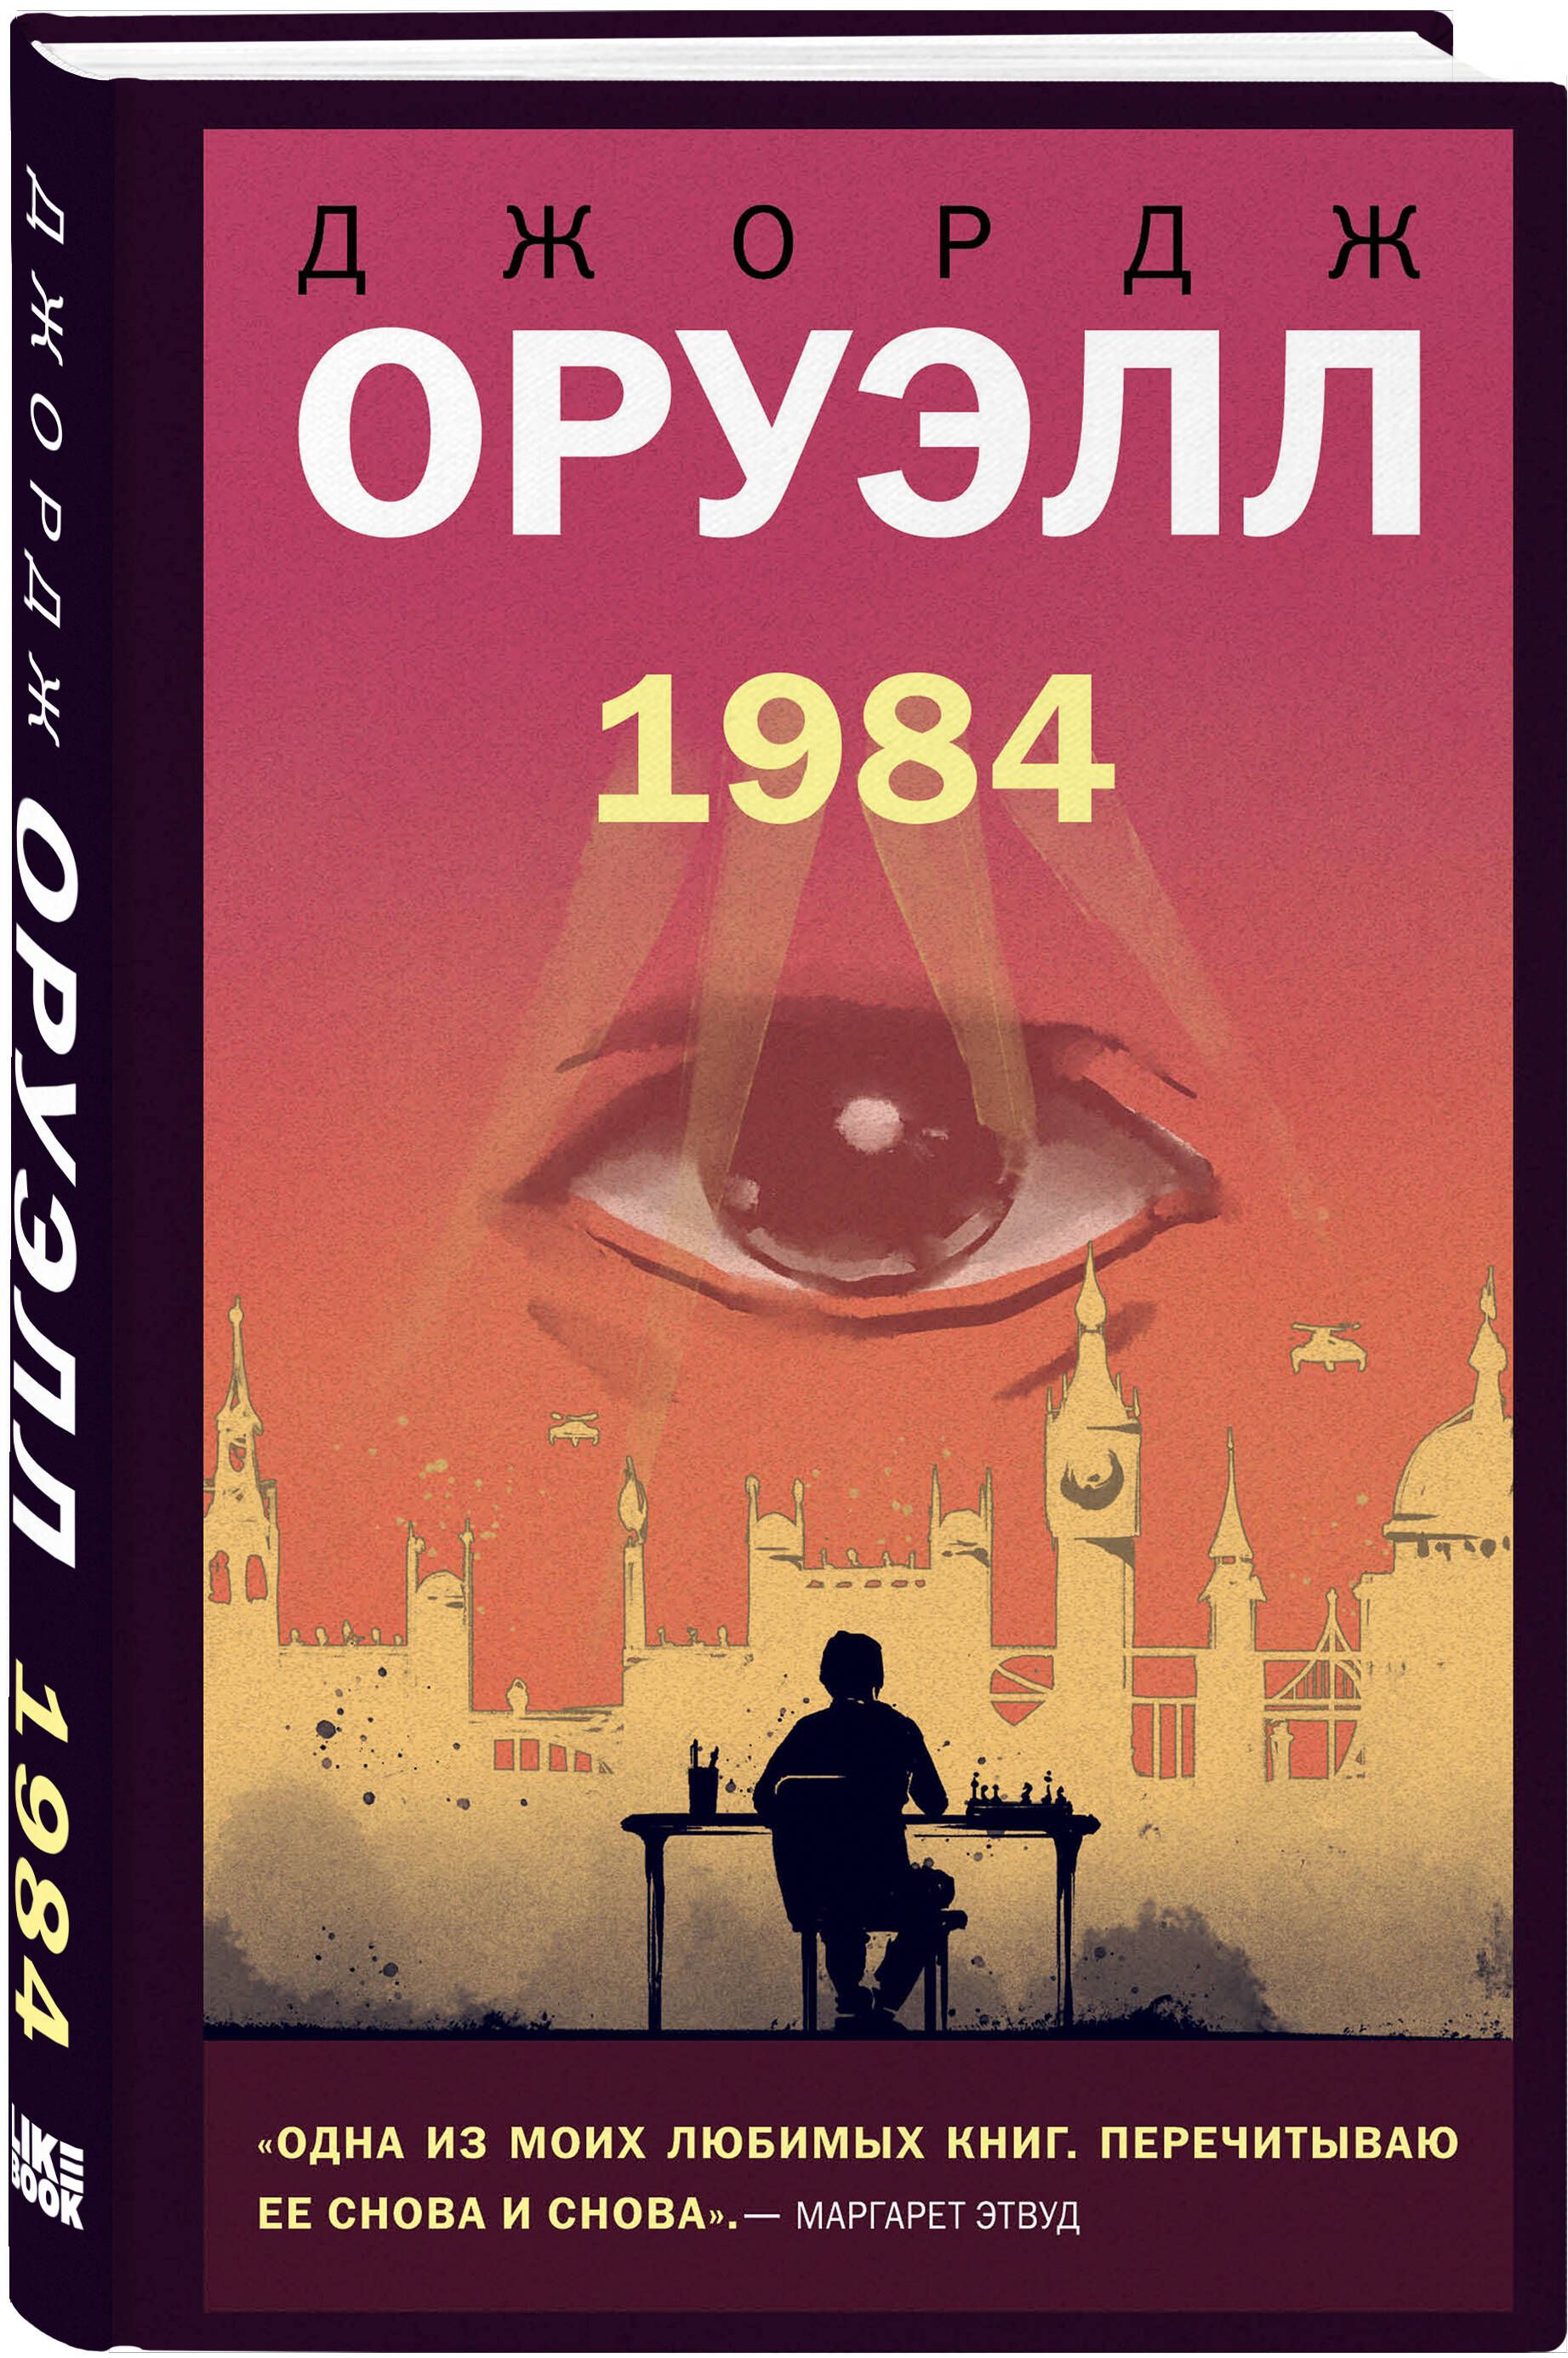 ДЖОРДЖ
ОРУЭЛЛ
1984
«ОДНА ИЗ МОИХ ЛЮБИМЫХ КНИГ. ПЕРЕЧИТЫВАЮ
ЕЕ СНОВА И СНОВА».— МАРГАРЕТ ЭТВУД
ДЖОРДЖ ОРУЭЛЛ 1984
LIKE
BOOK